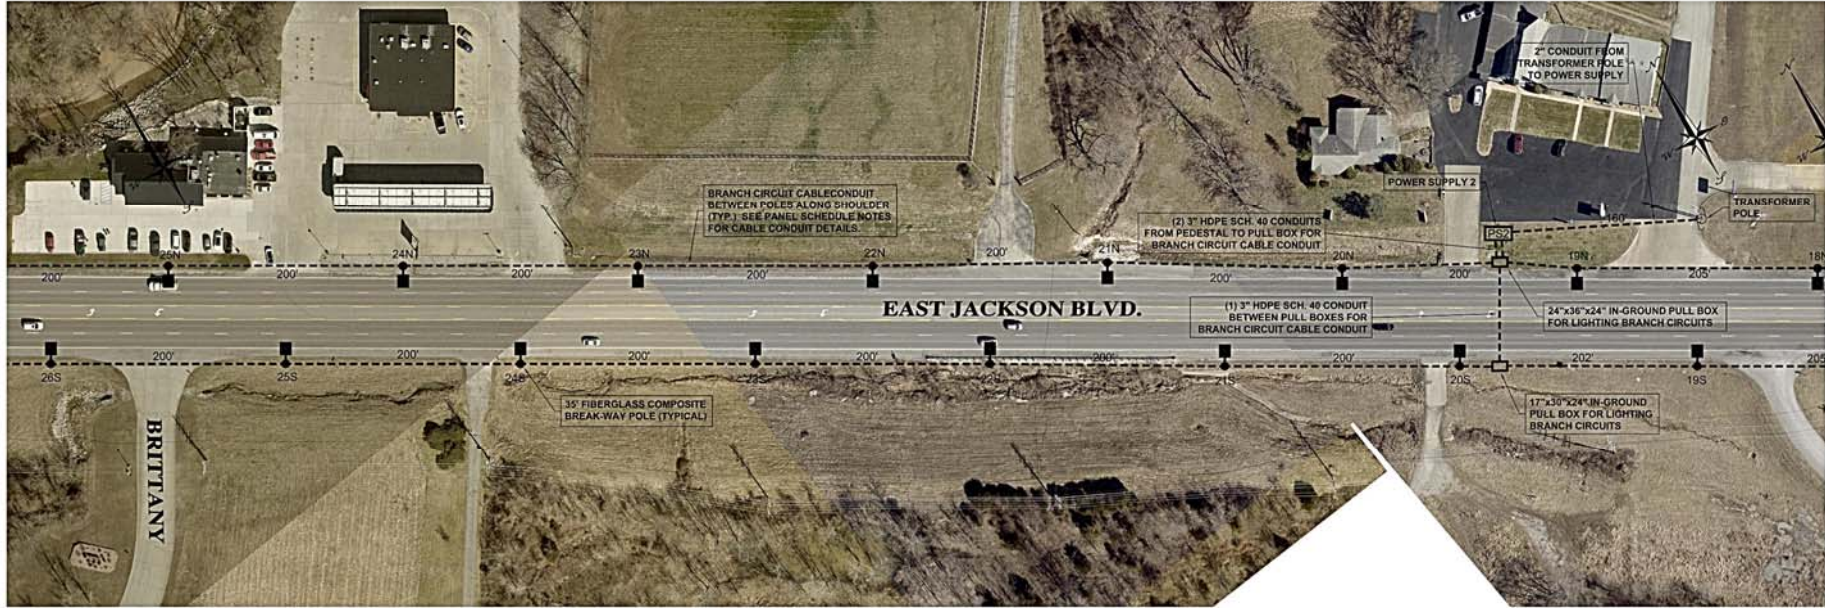 2" CONDUIT FROM
TRANSFORMER POLE
TO POWER SUPPLY
POWER SUPPLY 2
TRANSFORMER
POLE
160'
PS2
BRANCH CIRCUIT CABLECONDUIT
BETWEEN POLES ALONG SHOULDER
(TYP.) SEE PANEL SCHEDULE NOTES
FOR CABLE CONDUIT DETAILS.
(2) 3" HDPE SCH. 40 CONDUITS
FROM PEDESTAL TO PULL BOX FOR
BRANCH CIRCUIT CABLE CONDUIT
25N
24N
23N
22N
21N
20N
19N
18N
200'
200'
200'
200'
200'
200'
200'
205'
EAST JACKSON BLVD.
(1) 3" HDPE SCH. 40 CONDUIT
BETWEEN PULL BOXES FOR
BRANCH CIRCUIT CABLE CONDUIT
24"x36"x24" IN-GROUND PULL BOX
FOR LIGHTING BRANCH CIRCUITS
200'
200'
200'
200'
200'
200'
202'
205'
26S
25S
24S
23S
22S
21S
20S
19S
35' FIBERGLASS COMPOSITE
BREAK-WAY POLE (TYPICAL)
17"x30"x24" IN-GROUND
PULL BOX FOR LIGHTING
BRANCH CIRCUITS
BRITTANY